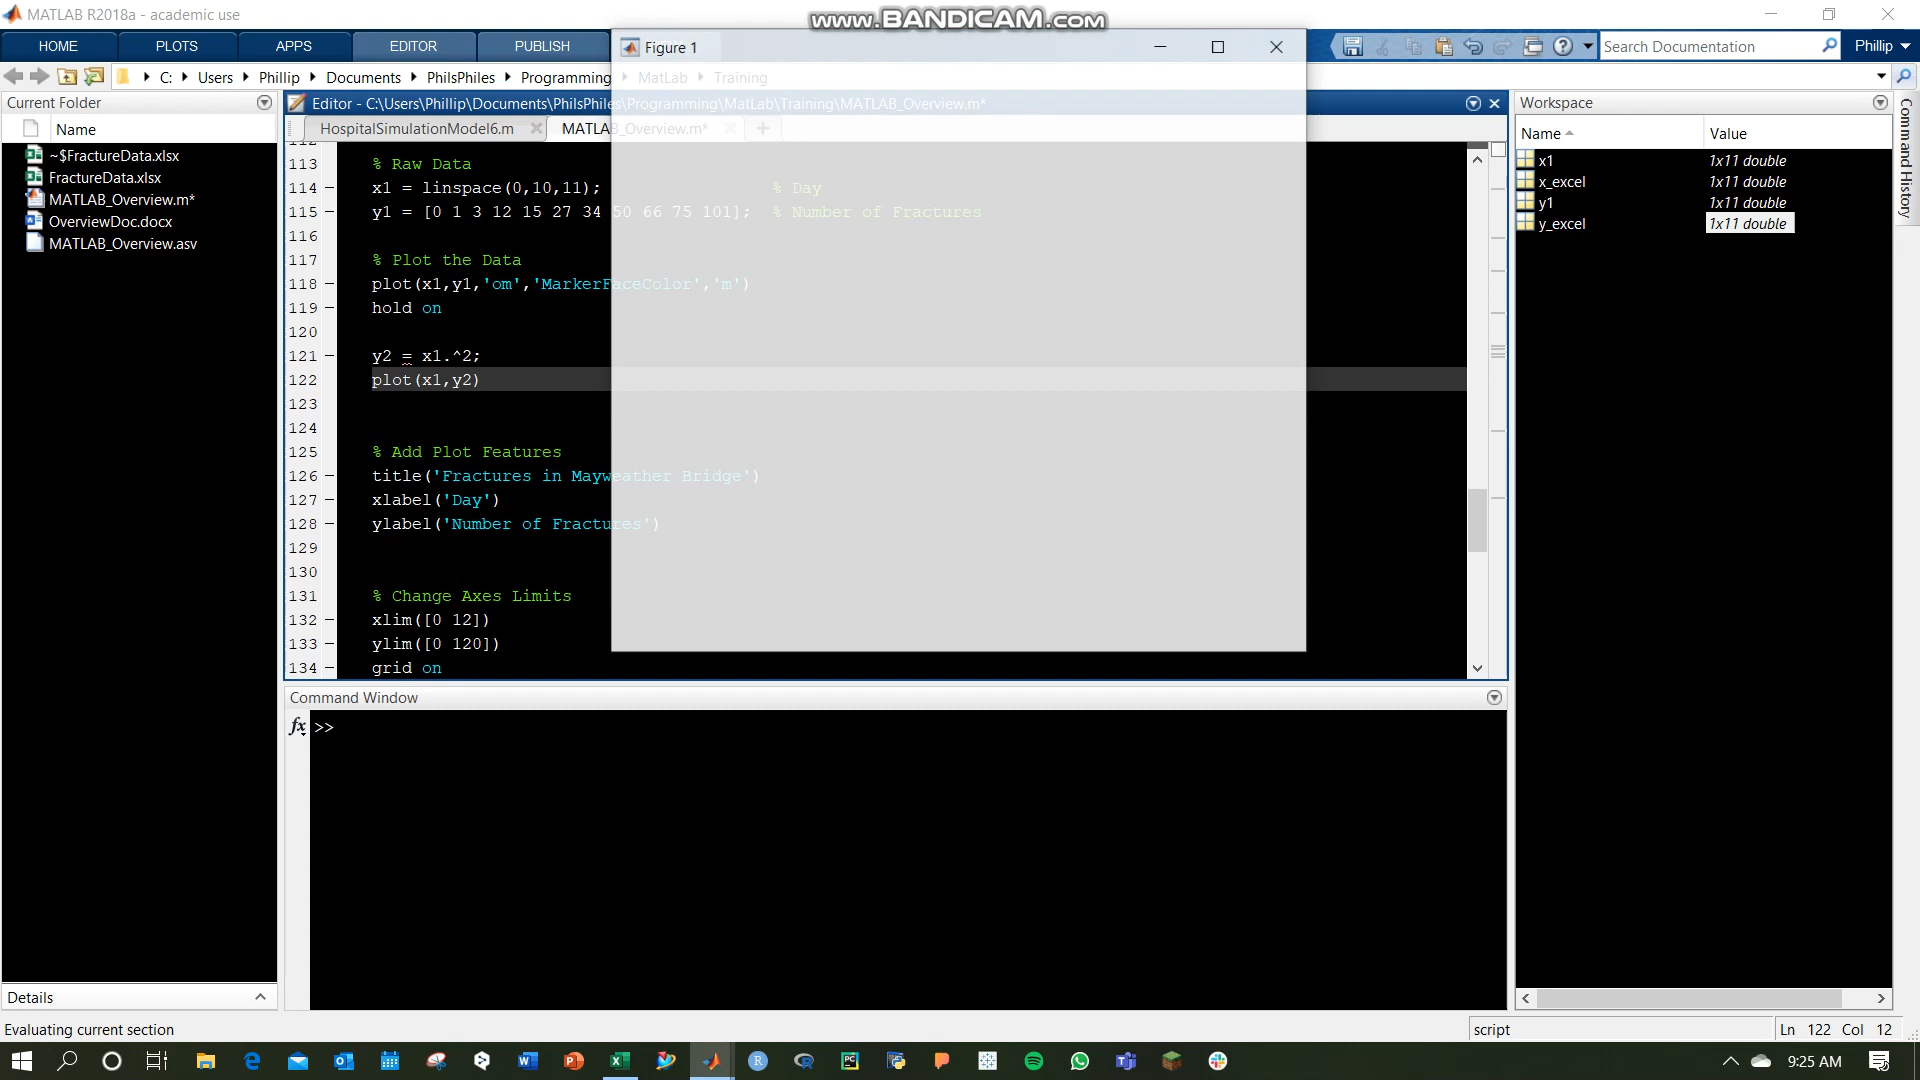 MATLAB R2018a - academic use
www.BANDICAM.com
HOME PLOTS APPS EDITOR PUBLISH
Figure 1
Search Documentation
Phillip
C: Users Phillip Documents PhilsPhiles Programming MatLab Training
Current Folder
Name
~$FractureData.xlsx
FractureData.xlsx
MATLAB_Overview.m*
OverviewDoc.docx
MATLAB_Overview.asv
Details
Editor - C:\Users\Phillip\Documents\PhilsPhiles\Programming\MatLab\Training\MATLAB_Overview.m*
HospitalSimulationModel6.m MATLAB_Overview.m*
112
113 % Raw Data
114 – x1 = linspace(0,10,11); % Day
115 – y1 = [0 1 3 12 15 27 34 50 66 75 101]; % Number of Fractures
116
117 % Plot the Data
118 – plot(x1,y1,'om','MarkerFaceColor','m')
119 – hold on
120
121 – y2 = x1.^2;
122 – plot(x1,y2)
123
124
125 % Add Plot Features
126 – title('Fractures in Mayweather Bridge')
127 – xlabel('Day')
128 – ylabel('Number of Fractures')
129
130
131 % Change Axes Limits
132 – xlim([0 12])
133 – ylim([0 120])
134 – grid on
Command Window
fx >>
Workspace
Name Value
x1 1x11 double
x_excel 1x11 double
y1 1x11 double
y_excel 1x11 double
Command History
Evaluating current section
script
Ln 122 Col 12
9:25 AM